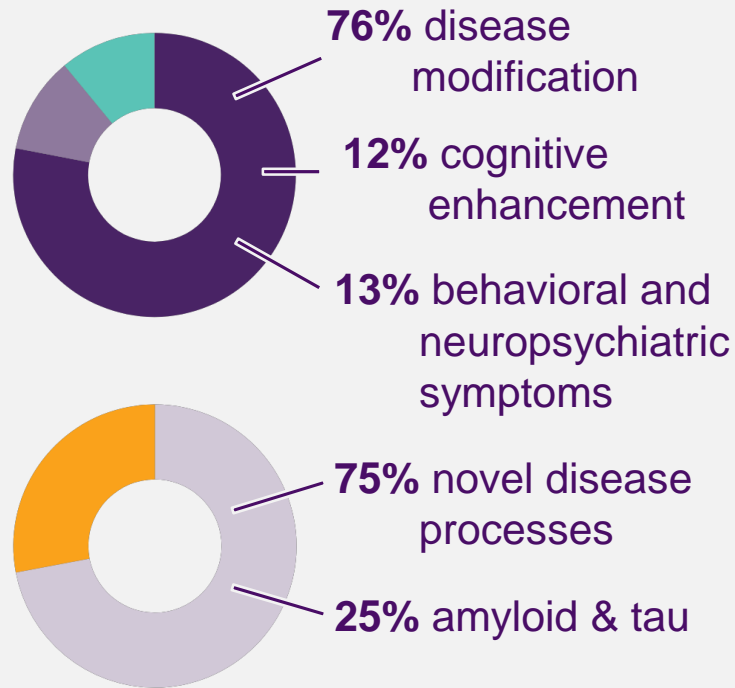 76% disease
modification
12% cognitive
enhancement
13% behavioral and
neuropsychiatric
symptoms
75% novel disease
processes
25% amyloid & tau